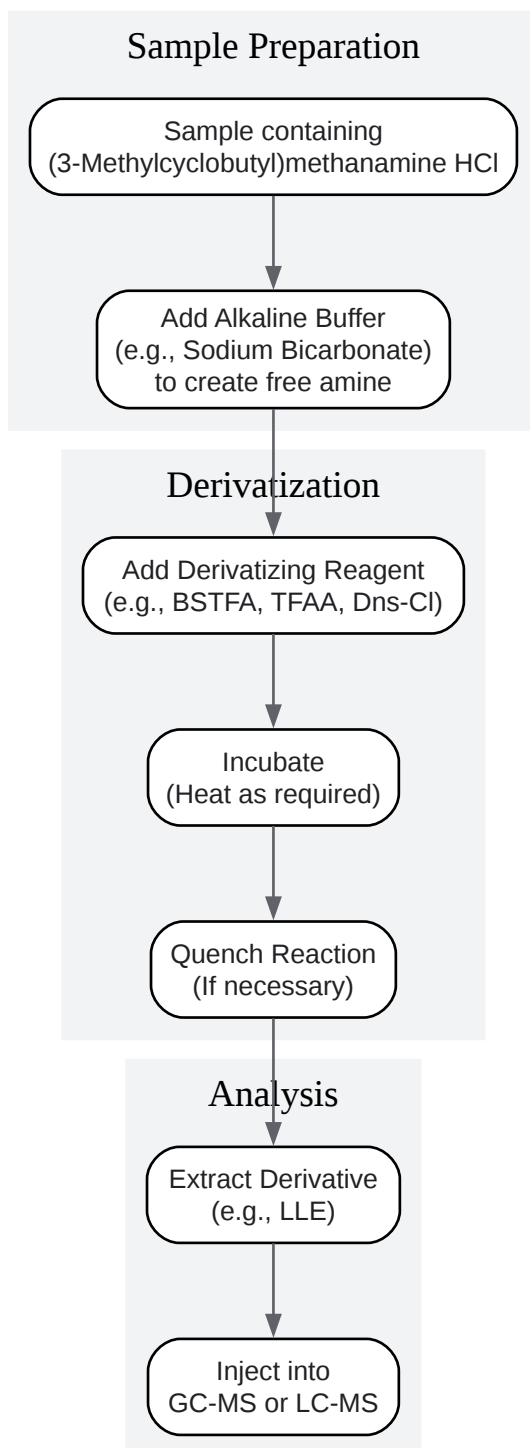 Sample Preparation
Sample containing
(3-Methylcyclobutyl)methanamine HCl
Add Alkaline Buffer
(e.g., Sodium Bicarbonate)
to create free amine
Derivatization
Add Derivatizing Reagent
(e.g., BSTFA, TFAA, Dns-Cl)
Incubate
(Heat as required)
Quench Reaction
(If necessary)
Analysis
Extract Derivative
(e.g., LLE)
Inject into
GC-MS or LC-MS